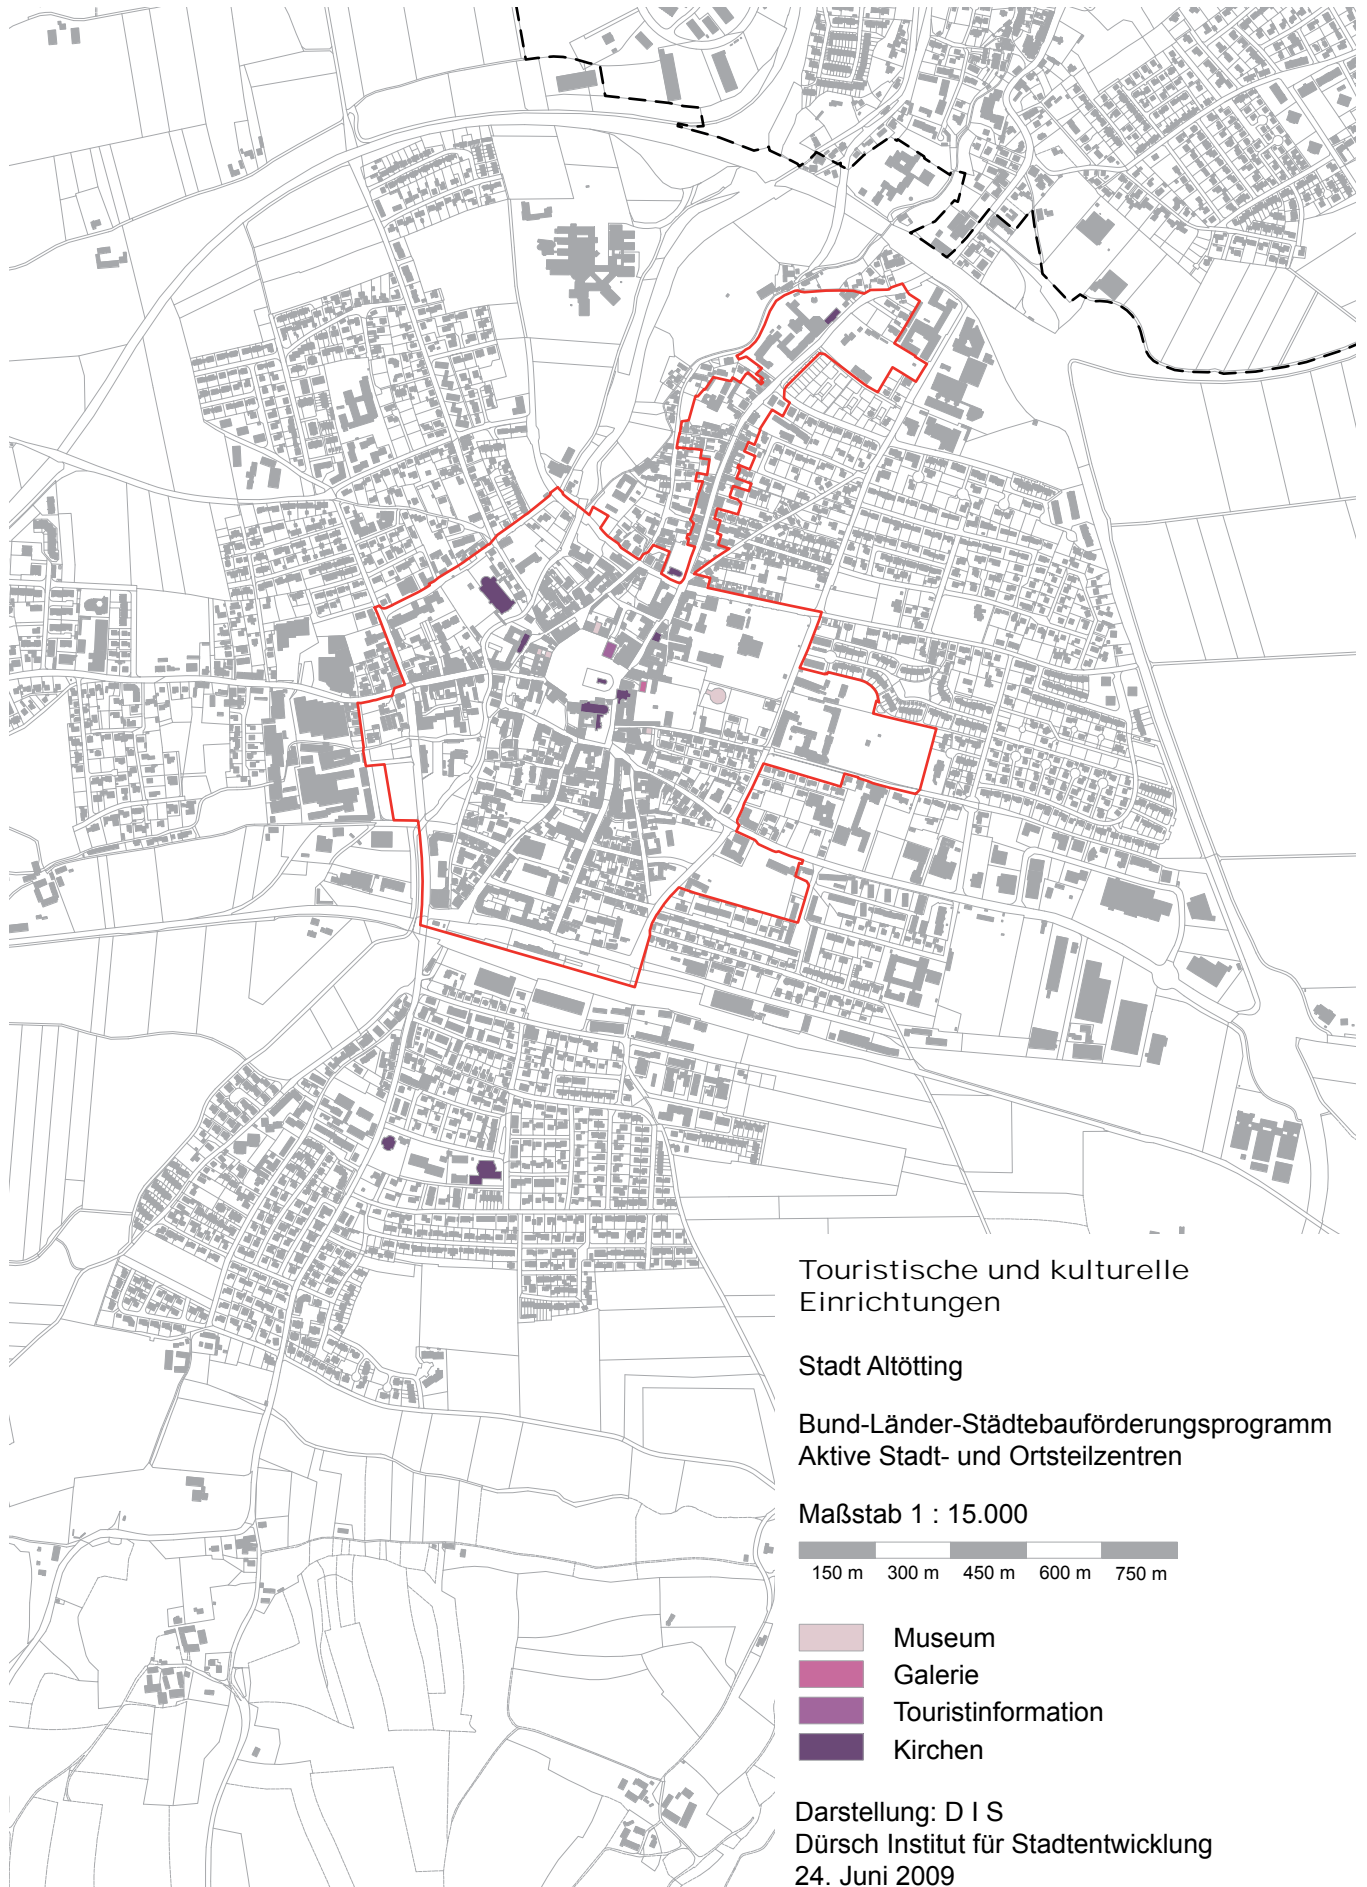 Touristische und kulturelle
Einrichtungen
Stadt Altötting
Bund-Länder-Städtebauförderungsprogramm
Aktive Stadt- und Ortsteilzentren
Maßstab 1 : 15.000
150 m 300 m 450 m 600 m 750 m
Museum
Galerie
Touristinformation
Kirchen
Darstellung: D I S
Dürsch Institut für Stadtentwicklung
24. Juni 2009